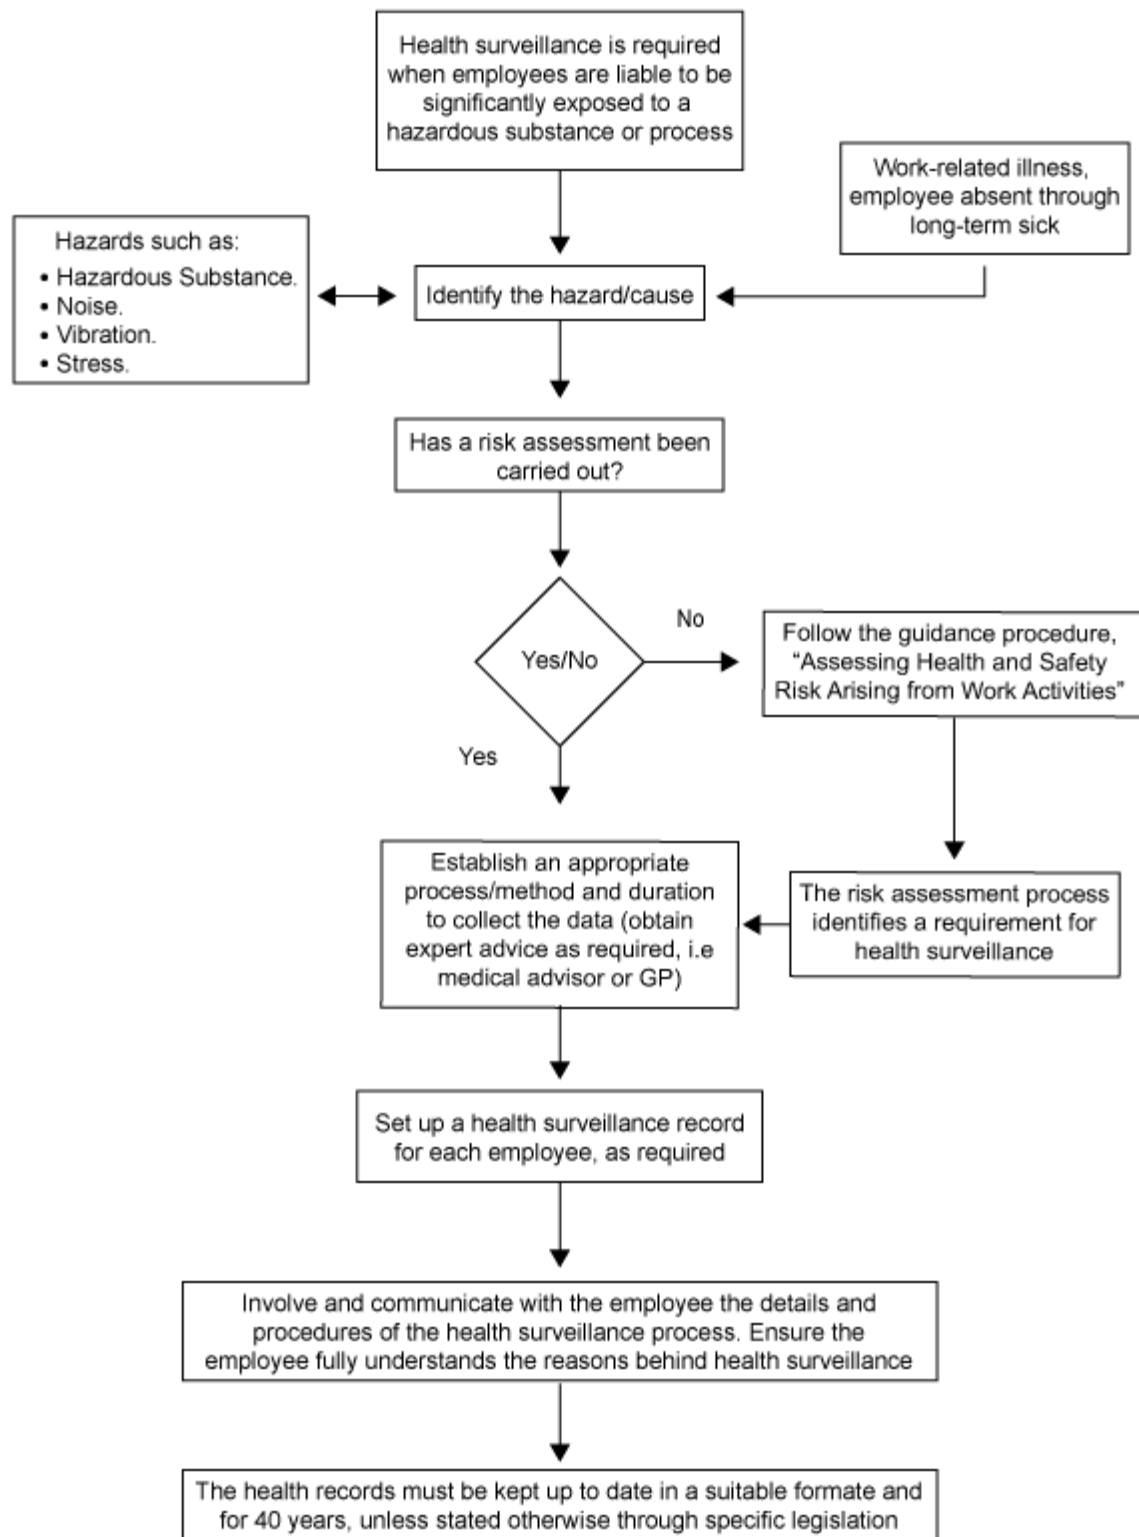 Health surveillance is required
when employees are liable to be
significantly exposed to a
hazardous substance or process
Work-related illness,
employee absent through
long-term sick
Hazards such as:
• Hazardous Substance.
• Noise.
• Vibration.
• Stress.
Identify the hazard/cause
Has a risk assessment been
carried out?
Yes/No
No
Follow the guidance procedure,
“Assessing Health and Safety
Risk Arising from Work Activities”
Yes
Establish an appropriate
process/method and duration
to collect the data (obtain
expert advice as required, i.e
medical advisor or GP)
The risk assessment process
identifies a requirement for
health surveillance
Set up a health surveillance record
for each employee, as required
Involve and communicate with the employee the details and
procedures of the health surveillance process. Ensure the
employee fully understands the reasons behind health surveillance
The health records must be kept up to date in a suitable formate and
for 40 years, unless stated otherwise through specific legislation